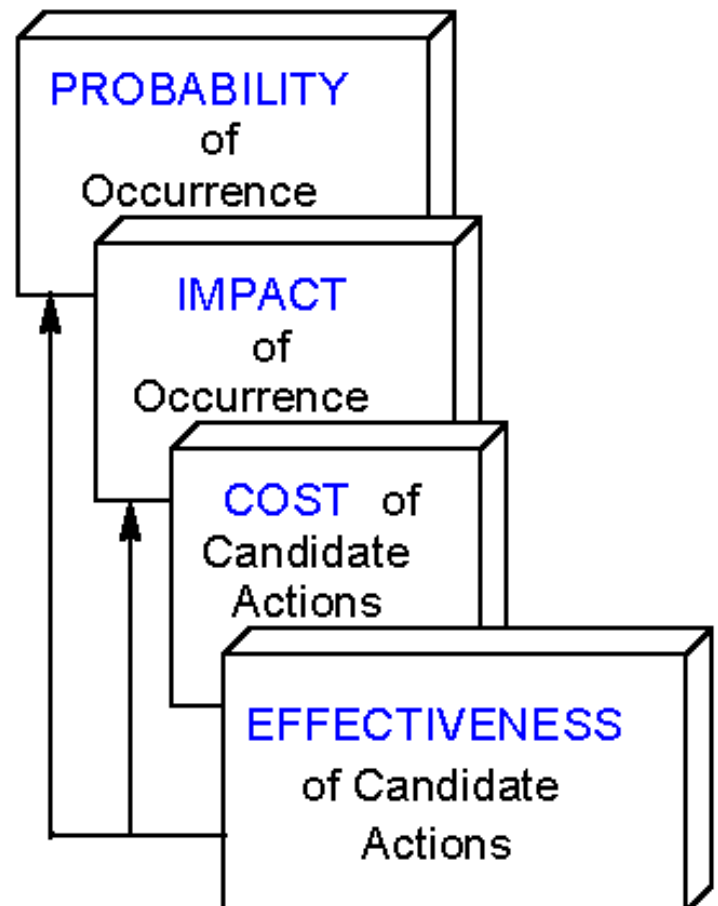 PROBABILITY
of
Occurrence
IMPACT
of
Occurrence
COST of
Candidate
Actions
EFFECTIVENESS
of Candidate
Actions